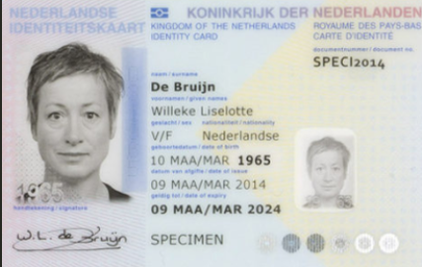 NEDERLANDSE
IDENTITEITSKAART
KONINKRIJK DER NEDERLANDEN
KINGDOM OF THE NETHERLANDS
IDENTITY CARD
ROYAUME DES PAYS-BAS
CARTE D'IDENTITÉ
documentnummer / document no.
SPECI2014
naam / surname
De Bruijn
voornamen / given names
Willeke Liselotte
geslacht / sex nationaliteit / nationality
V/F Nederlandse
geboortedatum / date of birth
10 MAA/MAR 1965
datum van afgifte / date of issue
09 MAA/MAR 2014
geldig tot / date of expiry
09 MAA/MAR 2024
1965
handtekening / signature
W.L. de Bruijn
SPECIMEN